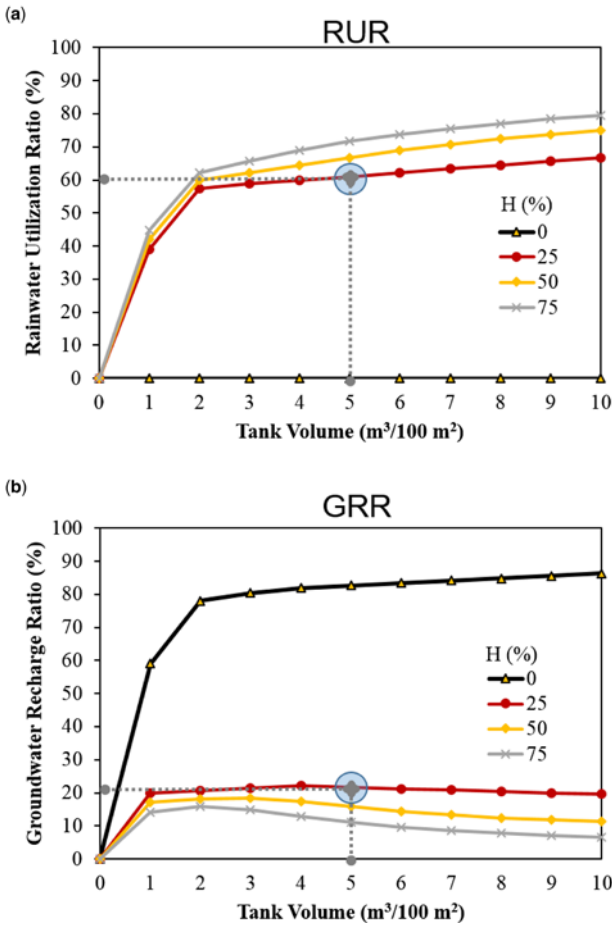 (a)
RUR
Rainwater Utilization Ratio (%)
100
90
80
70
60
50
40
30
20
10
0
H (%)
0
25
50
75
0 1 2 3 4 5 6 7 8 9 10
Tank Volume (m³/100 m²)
(b)
GRR
Groundwater Recharge Ratio (%)
100
90
80
70
60
50
40
30
20
10
0
H (%)
0
25
50
75
0 1 2 3 4 5 6 7 8 9 10
Tank Volume (m³/100 m²)